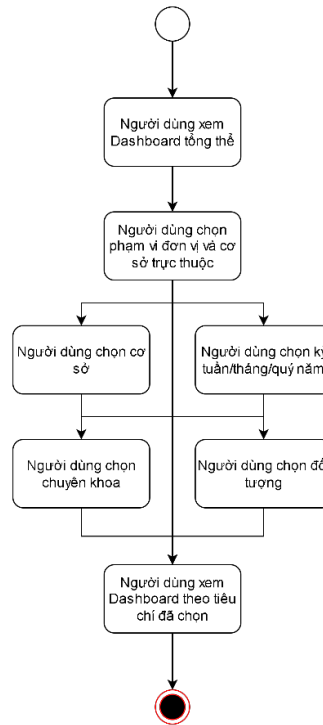 Người dùng xem
Dashboard tổng thể
Người dùng chọn
phạm vi đơn vị và cơ
sở trực thuộc
Người dùng chọn cơ
sở
Người dùng chọn kỳ
tuần/tháng/quý năm
Người dùng chọn
chuyên khoa
Người dùng chọn đối
tượng
Người dùng xem
Dashboard theo tiêu
chí đã chọn